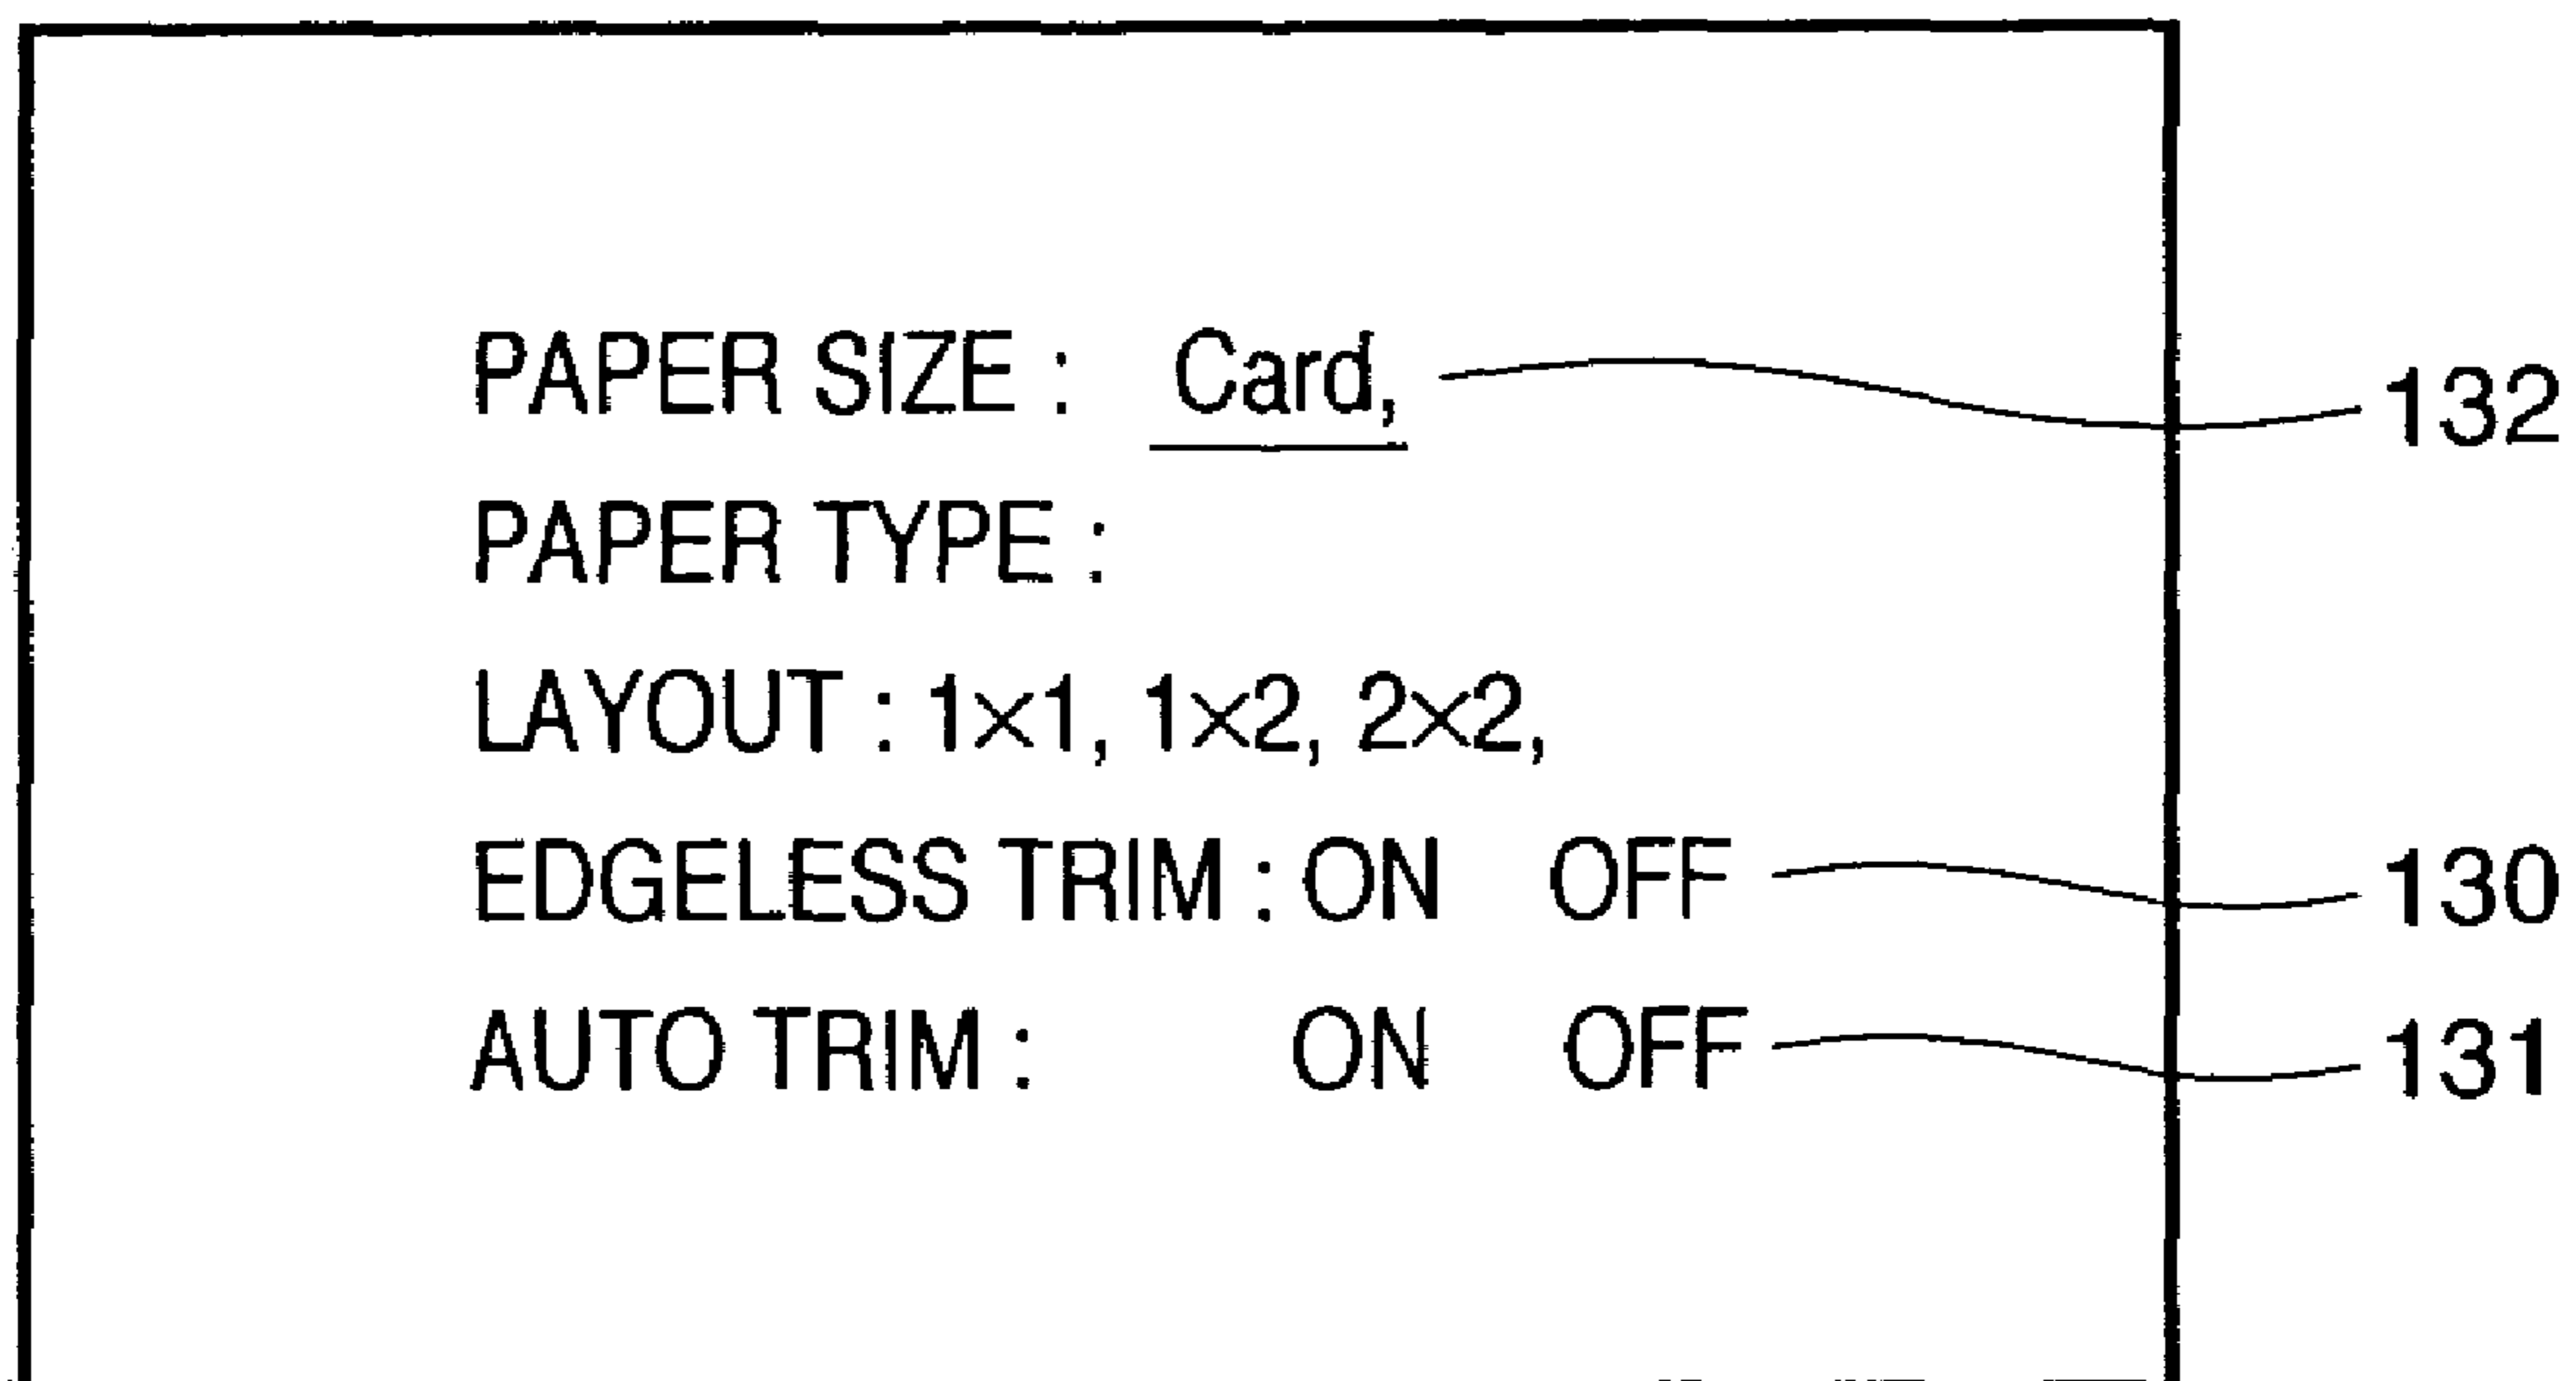 PAPER SIZE : Card, 132
PAPER TYPE :
LAYOUT : 1×1, 1×2, 2×2,
EDGELESS TRIM : ON OFF 130
AUTO TRIM : ON OFF 131